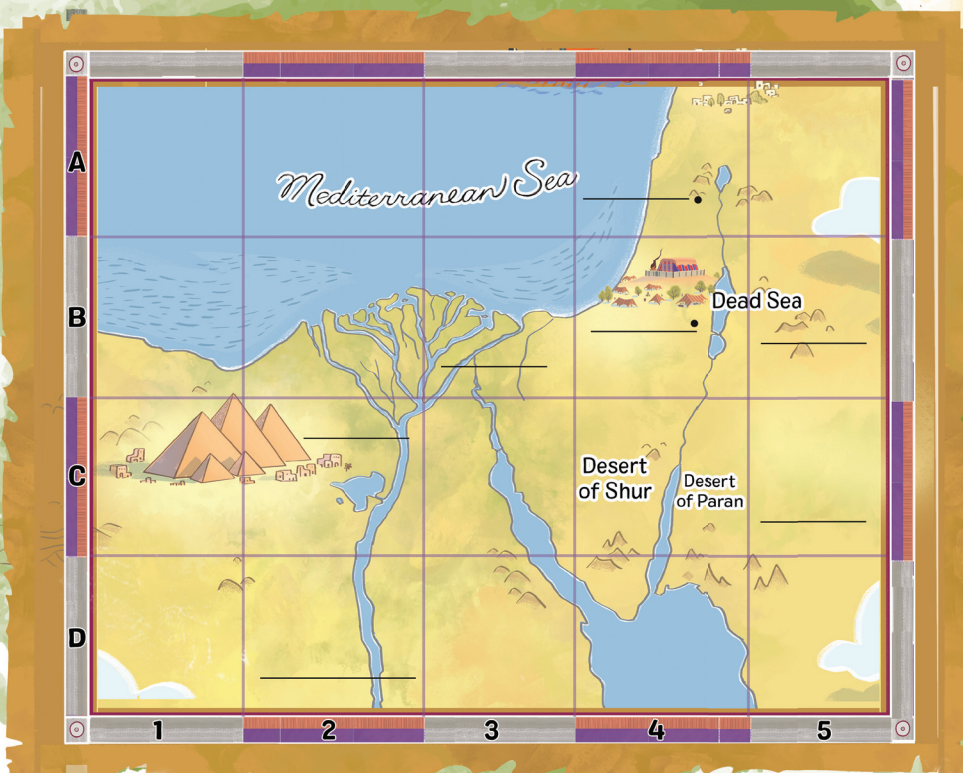 A
Mediterranean Sea
B
Dead Sea
C
Desert
of Shur
Desert
of Paran
D
1
2
3
4
5